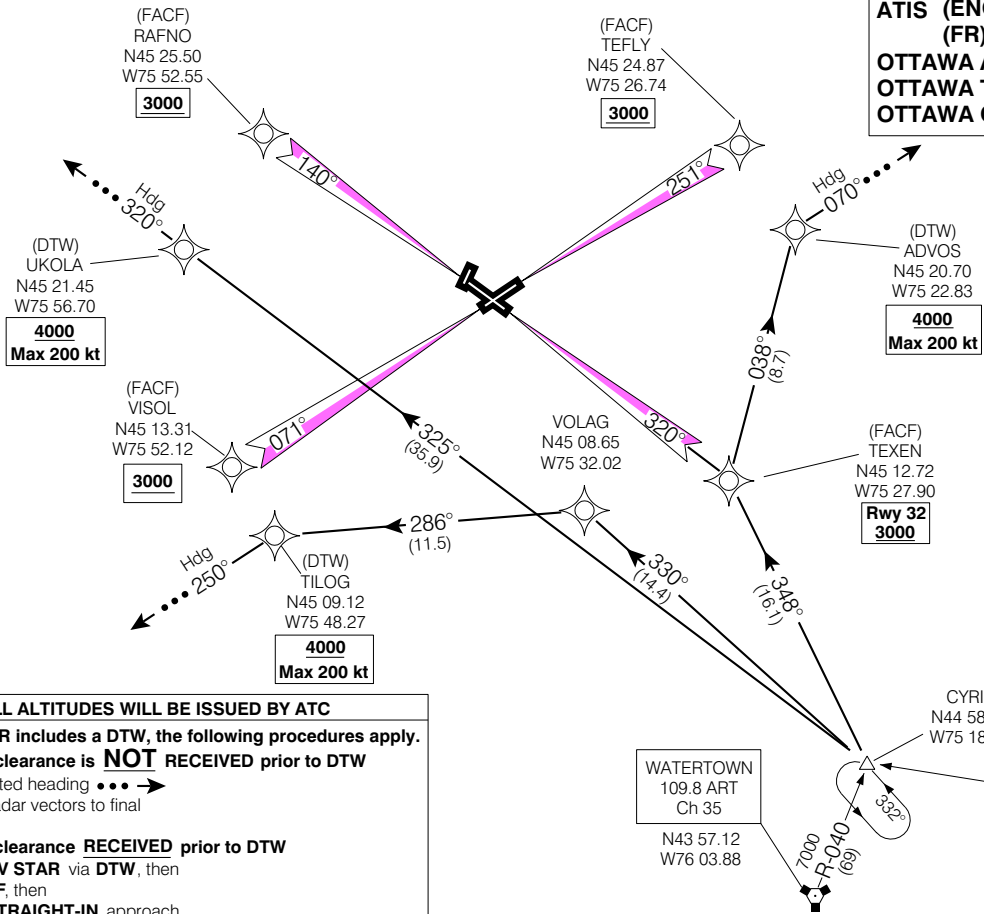 (FACF)
RAFNO
N45 25.50
W75 52.55
3000
(FACF)
TEFLY
N45 24.87
W75 26.74
3000
ATIS (ENG
(FR)
OTTAWA A
OTTAWA T
OTTAWA
140°
251°
Hdg
320°
Hdg
070°
(DTW)
UKOLA
N45 21.45
W75 56.70
4000
Max 200 kt
(DTW)
ADVOS
N45 20.70
W75 22.83
4000
Max 200 kt
038°
(8.7)
(FACF)
VISOL
N45 13.31
W75 52.12
3000
071°
325°
(35.9)
VOLAG
N45 08.65
W75 32.02
320°
(FACF)
TEXEN
N45 12.72
W75 27.90
Rwy 32
3000
286°
(11.5)
Hdg
250°
(DTW)
TILOG
N45 09.12
W75 48.27
4000
Max 200 kt
330°
(14.4)
348°
(16.1)
LL ALTITUDES WILL BE ISSUED BY ATC
R includes a DTW, the following procedures apply.
clearance is NOT RECEIVED prior to DTW
ted heading
adar vectors to final
clearance RECEIVED prior to DTW
V STAR via DTW, then
F, then
TRAIGHT-IN approach
CYRI
N44 58
W75 18
WATERTOWN
109.8 ART
Ch 35
N43 57.12
W76 03.88
332°
7000
R-040
(69)